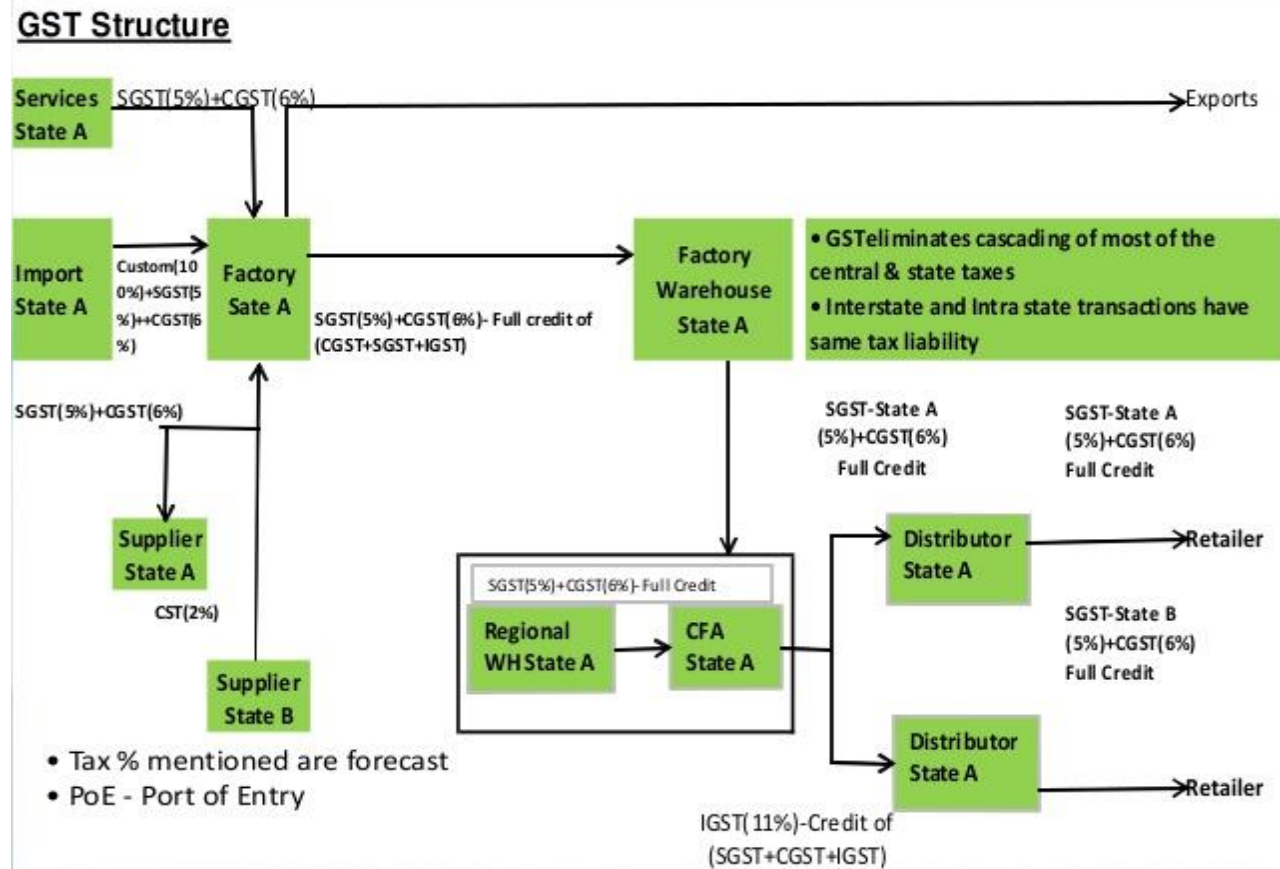 GST Structure
Services
State A
SGST(5%)+CGST(6%)
Exports
Import
State A
Custom(10
0%)+SGST(5
%)++CGST(6
%)
Factory
Sate A
SGST(5%)+CGST(6%)- Full credit of
(CGST+SGST+IGST)
Factory
Warehouse
State A
• GSTeliminates cascading of most of the
central & state taxes
• Interstate and Intra state transactions have
same tax liability
SGST(5%)+CGST(6%)
Supplier
State A
CST(2%)
Supplier
State B
SGST-State A
(5%)+CGST(6%)
Full Credit
SGST-State A
(5%)+CGST(6%)
Full Credit
SGST(5%)+CGST(6%)-Full Credit
Regional
WH State A
CFA
State A
Distributor
State A
Retailer
SGST-State B
(5%)+CGST(6%)
Full Credit
Distributor
State A
Retailer
IGST(11%)-Credit of
(SGST+CGST+IGST)
• Tax % mentioned are forecast
• PoE - Port of Entry